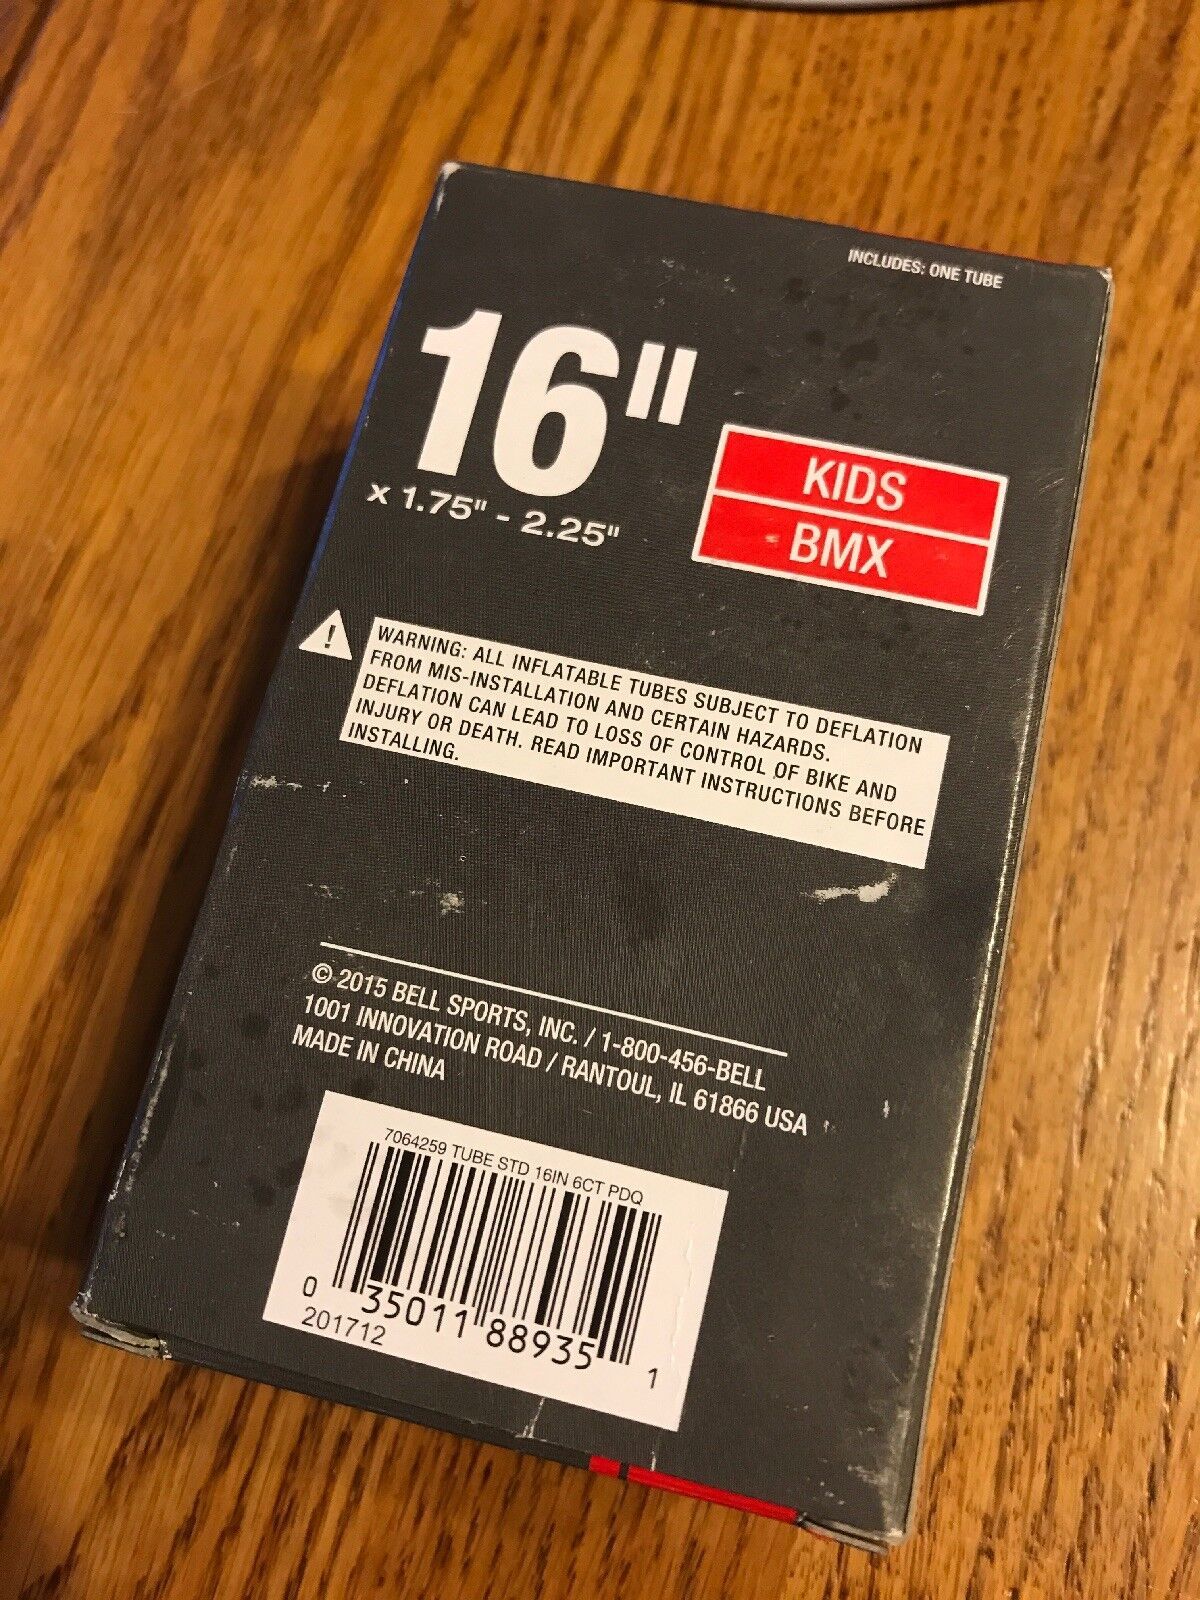 INCLUDES: ONE TUBE
16"
x 1.75" - 2.25"
KIDS
BMX
WARNING: ALL INFLATABLE TUBES SUBJECT TO DEFLATION
FROM MIS-INSTALLATION AND CERTAIN HAZARDS.
DEFLATION CAN LEAD TO LOSS OF CONTROL OF BIKE AND
INJURY OR DEATH. READ IMPORTANT INSTRUCTIONS BEFORE
INSTALLING.
© 2015 BELL SPORTS, INC. / 1-800-456-BELL
1001 INNOVATION ROAD / RANTOUL, IL 61866 USA
MADE IN CHINA
7064259 TUBE STD 16IN 6CT PDQ
0 35011 88935 1
201712